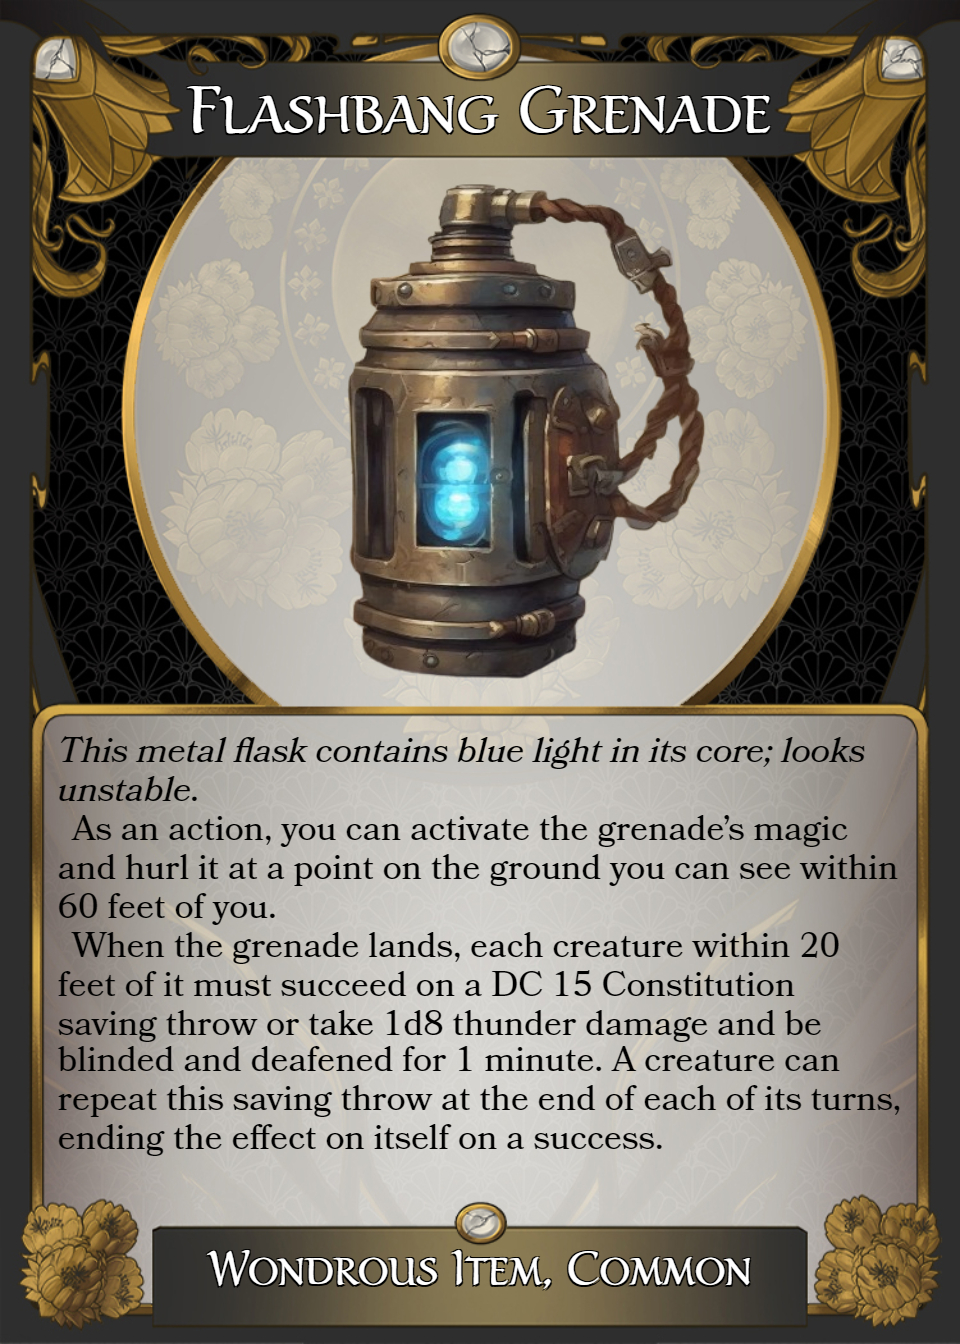 Flashbang Grenade
This metal flask contains blue light in its core; looks
unstable.
As an action, you can activate the grenade's magic
and hurl it at a point on the ground you can see within
60 feet of you.
When the grenade lands, each creature within 20
feet of it must succeed on a DC 15 Constitution
saving throw or take 1d8 thunder damage and be
blinded and deafened for 1 minute. A creature can
repeat this saving throw at the end of each of its turns,
ending the effect on itself on a success.
Wondrous Item, Common